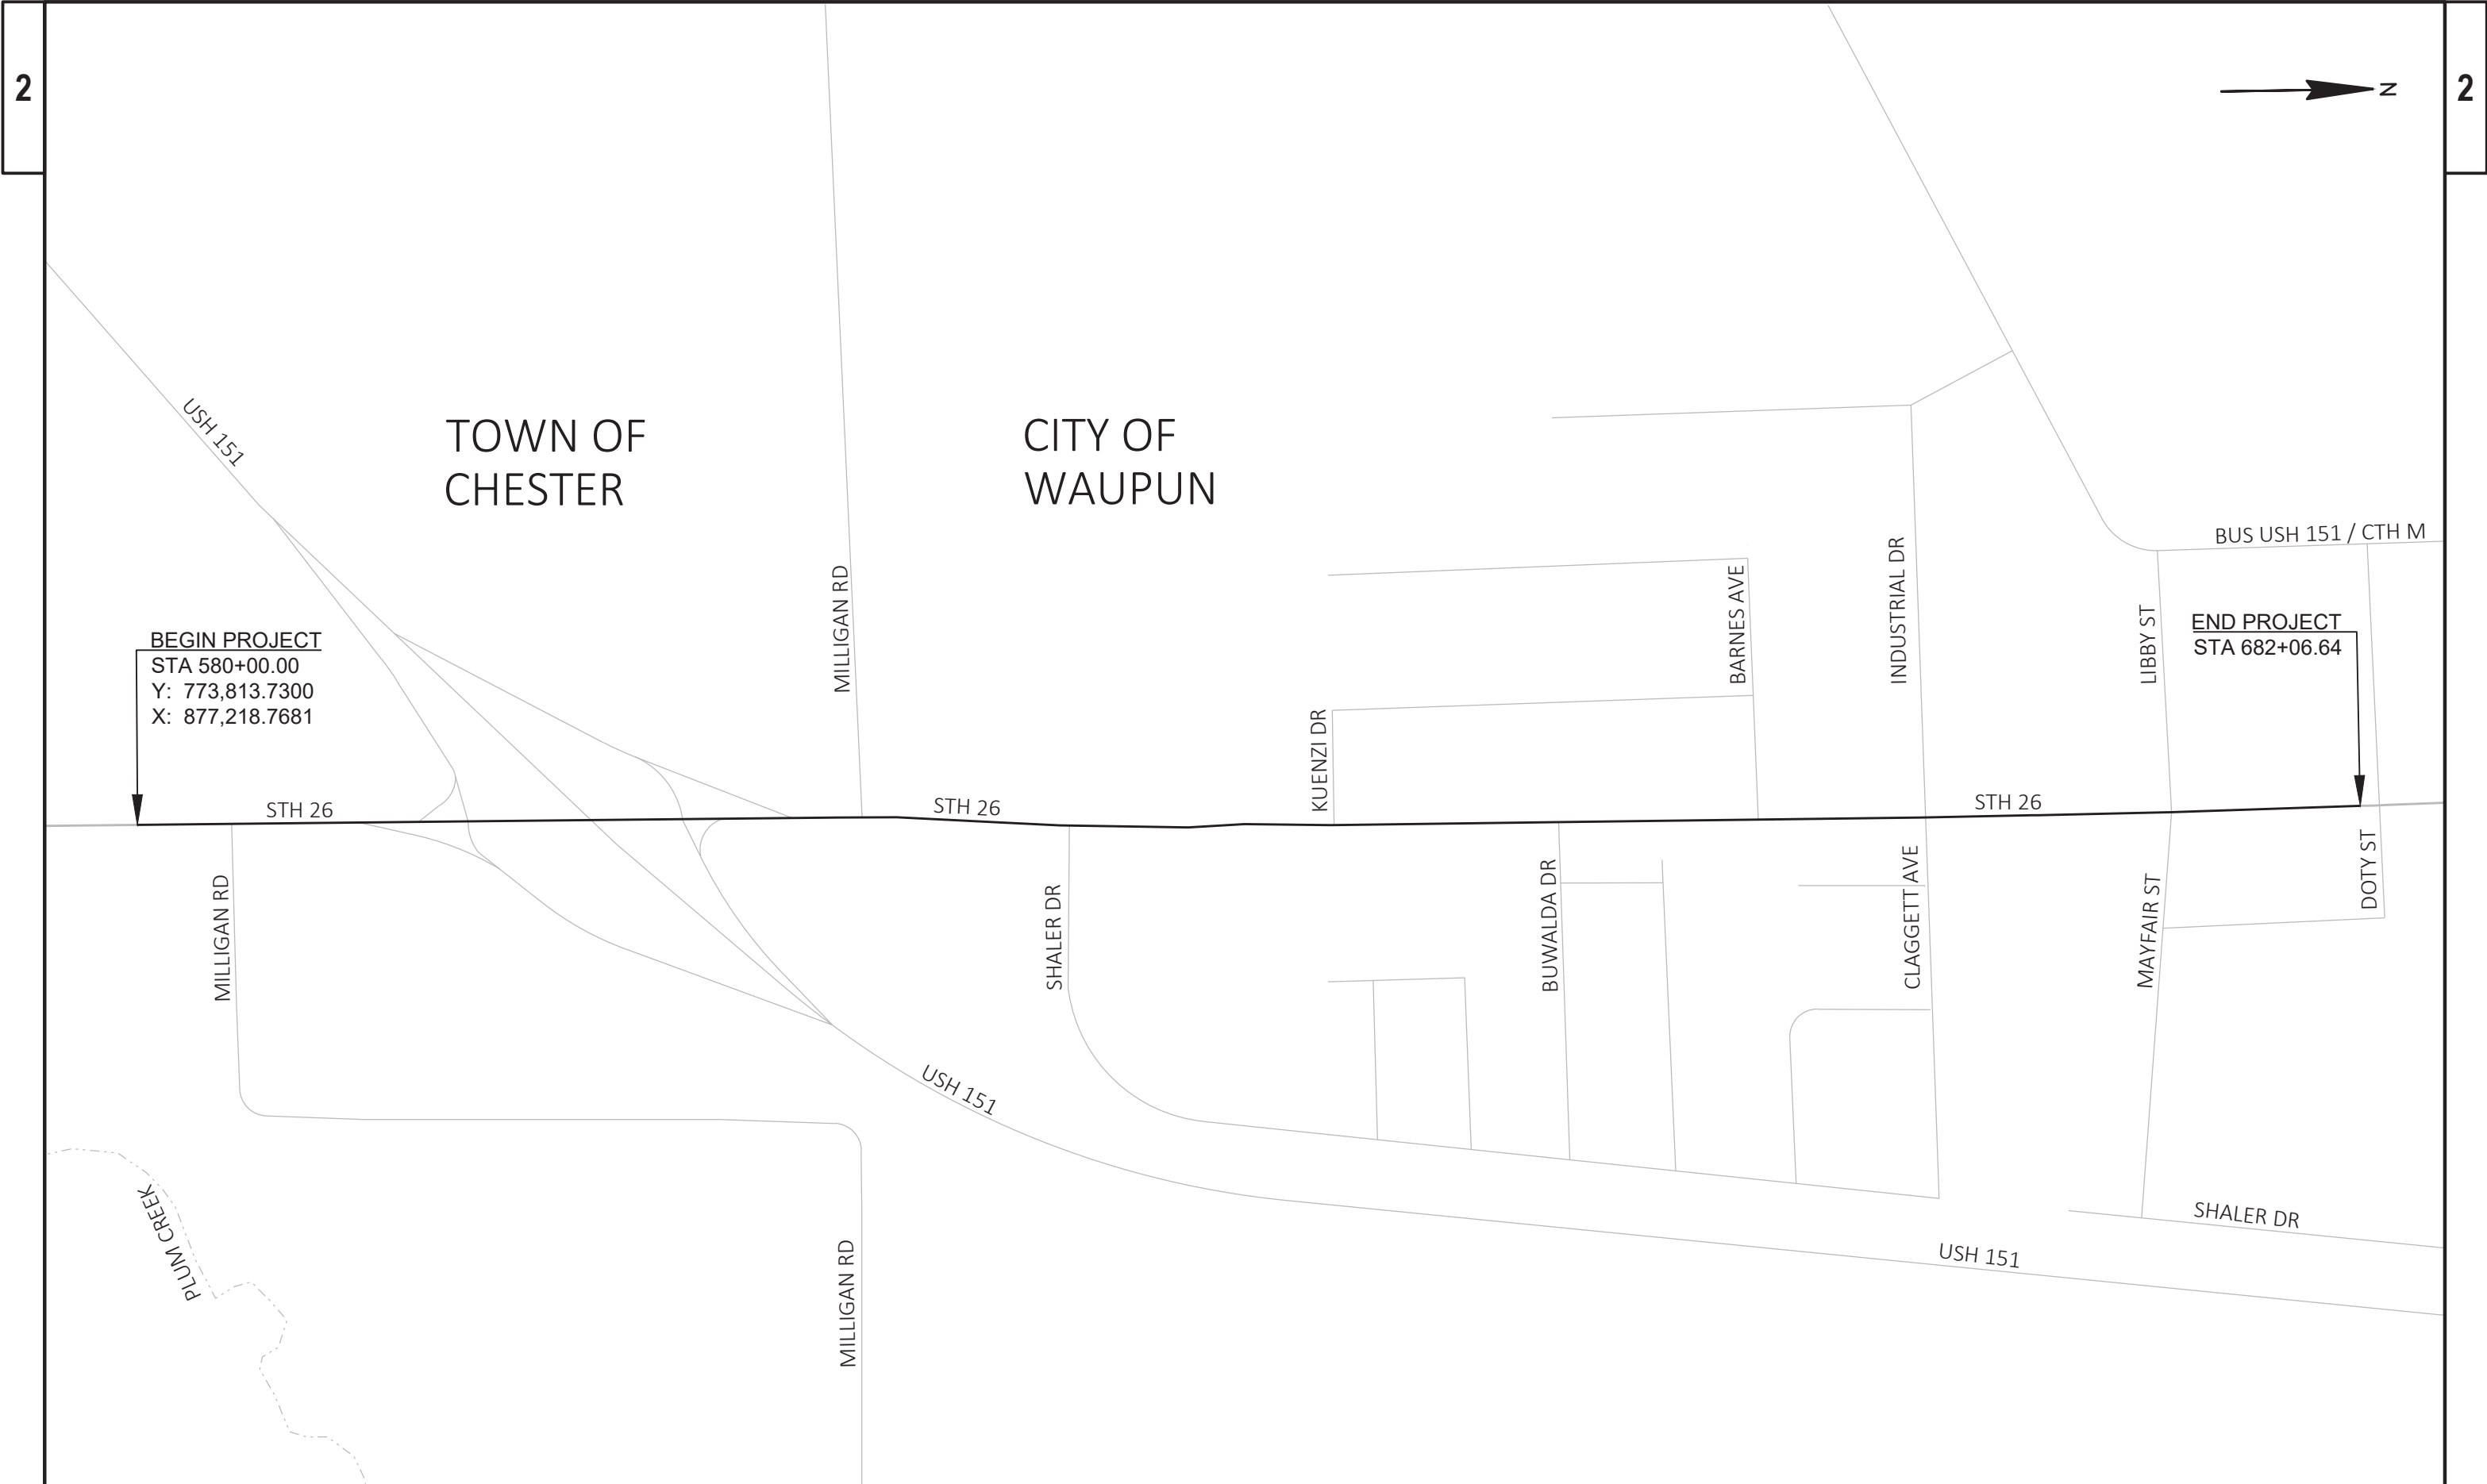 2
2
N
USH 151
TOWN OF
CHESTER
CITY OF
WAUPUN
BUS USH 151 / CTH M
MILLIGAN RD
BARNES AVE
INDUSTRIAL DR
LIBBY ST
BEGIN PROJECT
STA 580+00.00
Y: 773,813.7300
X: 877,218.7681
END PROJECT
STA 682+06.64
KUENZI DR
STH 26
STH 26
STH 26
MILLIGAN RD
SHALER DR
BUWALDA DR
CLAGGETT AVE
MAYFAIR ST
DOTY ST
USH 151
PLUM CREEK
MILLIGAN RD
SHALER DR
USH 151